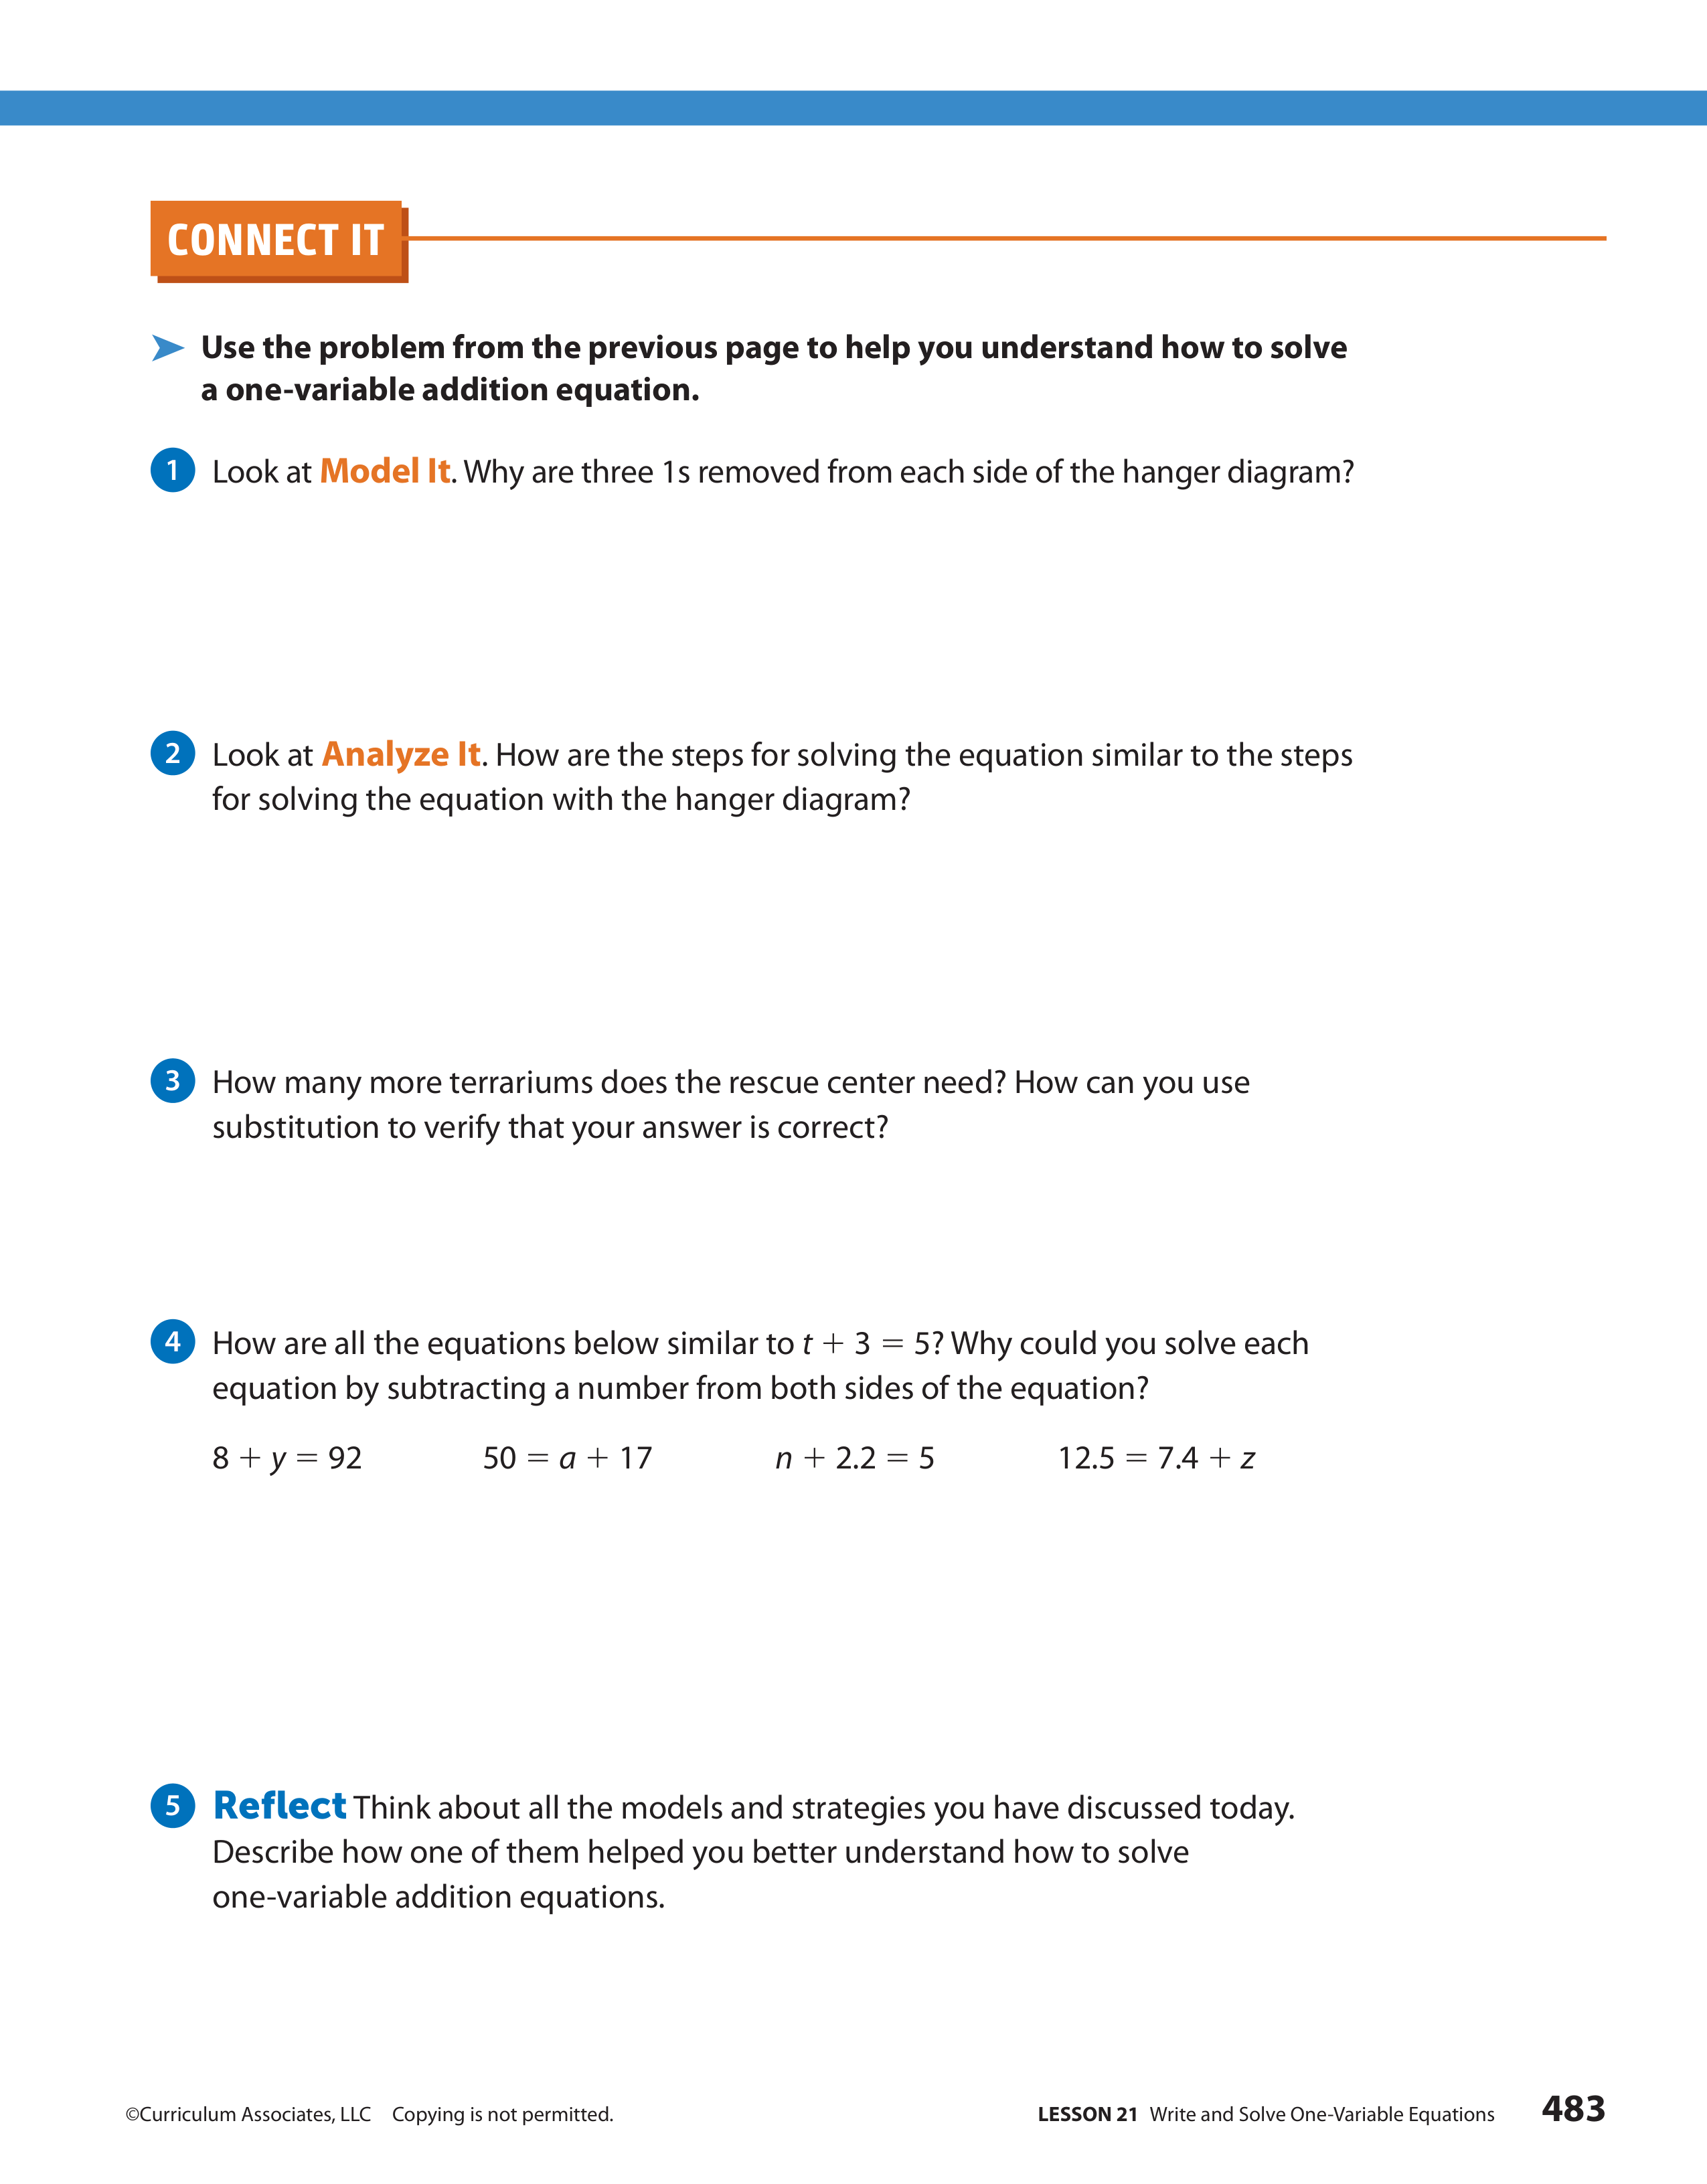 CONNECT IT
Use the problem from the previous page to help you understand how to solve
a one-variable addition equation.
1 Look at Model It. Why are three 1s removed from each side of the hanger diagram?
2 Look at Analyze It. How are the steps for solving the equation similar to the steps
for solving the equation with the hanger diagram?
3 How many more terrariums does the rescue center need? How can you use
substitution to verify that your answer is correct?
4 How are all the equations below similar to t + 3 = 5? Why could you solve each
equation by subtracting a number from both sides of the equation?
8 + y = 92 50 = a + 17 n + 2.2 = 5 12.5 = 7.4 + z
5 Reflect Think about all the models and strategies you have discussed today.
Describe how one of them helped you better understand how to solve
one-variable addition equations.
©Curriculum Associates, LLC Copying is not permitted. LESSON 21 Write and Solve One-Variable Equations 483